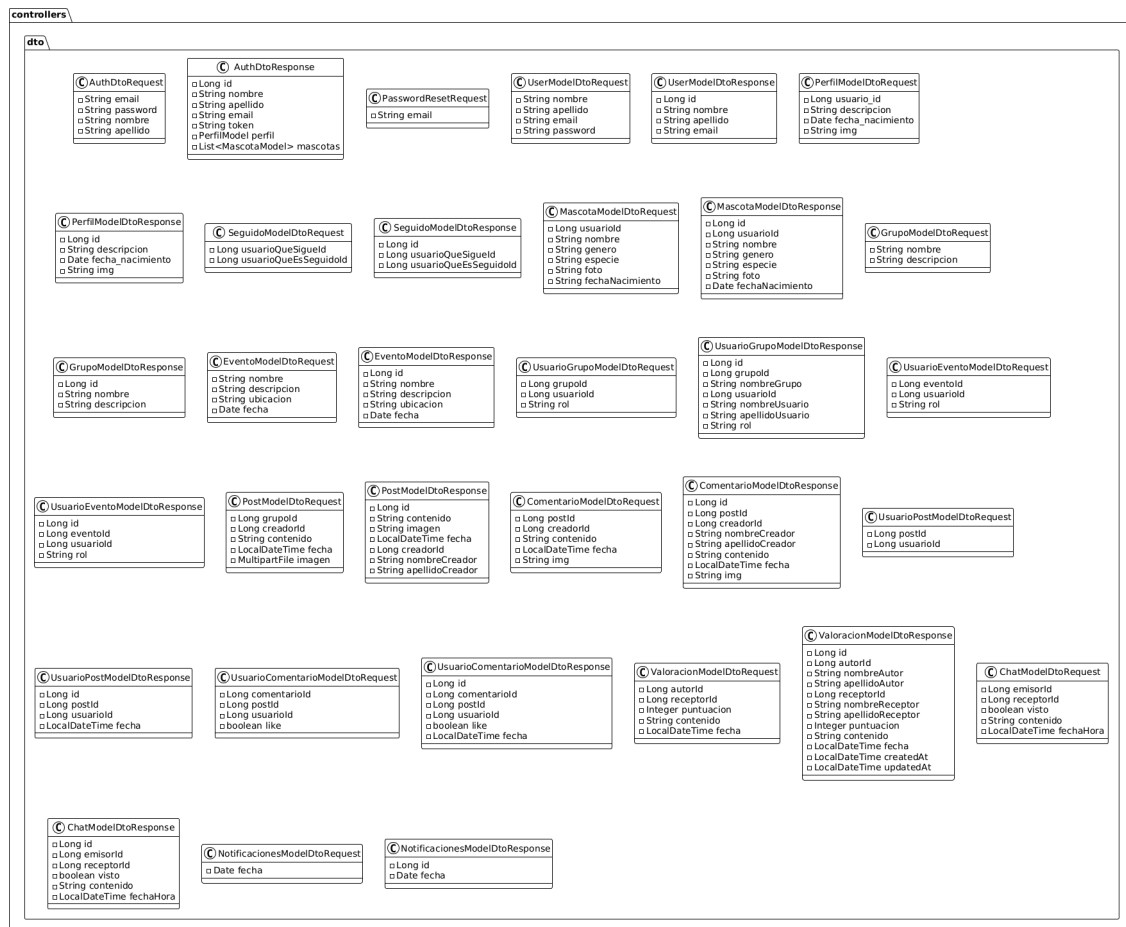 controllers
dto
C AuthDtoRequest
String email
String password
String nombre
String apellido
C AuthDtoResponse
Long id
String nombre
String apellido
String email
String token
PerfilModel perfil
List<MascotaModel> mascotas
C PasswordResetRequest
String email
C UserModelDtoRequest
String nombre
String apellido
String email
String password
C UserModelDtoResponse
Long id
String nombre
String apellido
String email
C PerfilModelDtoRequest
Long usuario_id
String descripcion
Date fecha_nacimiento
String img
C PerfilModelDtoResponse
Long id
String descripcion
Date fecha_nacimiento
String img
C SeguidoModelDtoRequest
Long usuarioQueSigueId
Long usuarioQueEsSeguidoId
C SeguidoModelDtoResponse
Long id
Long usuarioQueSigueId
Long usuarioQueEsSeguidoId
C MascotaModelDtoRequest
Long usuarioId
String nombre
String genero
String especie
String foto
String fechaNacimiento
C MascotaModelDtoResponse
Long id
Long usuarioId
String nombre
String genero
String especie
String foto
Date fechaNacimiento
C GrupoModelDtoRequest
String nombre
String descripcion
C GrupoModelDtoResponse
Long id
String nombre
String descripcion
C EventoModelDtoRequest
String nombre
String descripcion
String ubicacion
Date fecha
C EventoModelDtoResponse
Long id
String nombre
String descripcion
String ubicacion
Date fecha
C UsuarioGrupoModelDtoRequest
Long grupoId
Long usuarioId
String rol
C UsuarioGrupoModelDtoResponse
Long id
Long grupoId
String nombreGrupo
Long usuarioId
String nombreUsuario
String apellidoUsuario
String rol
C UsuarioEventoModelDtoRequest
Long eventoId
Long usuarioId
String rol
C UsuarioEventoModelDtoResponse
Long id
Long eventoId
Long usuarioId
String rol
C PostModelDtoRequest
Long grupoId
Long creadorId
String contenido
LocalDateTime fecha
MultipartFile imagen
C PostModelDtoResponse
Long id
String contenido
String imagen
LocalDateTime fecha
Long creadorId
String nombreCreador
String apellidoCreador
C ComentarioModelDtoRequest
Long postId
Long creadorId
String contenido
LocalDateTime fecha
String img
C ComentarioModelDtoResponse
Long id
Long postId
Long creadorId
String nombreCreador
String apellidoCreador
String contenido
LocalDateTime fecha
String img
C UsuarioPostModelDtoRequest
Long postId
Long usuarioId
C UsuarioPostModelDtoResponse
Long id
Long postId
Long usuarioId
LocalDateTime fecha
C UsuarioComentarioModelDtoRequest
Long comentarioId
Long postId
Long usuarioId
boolean like
C UsuarioComentarioModelDtoResponse
Long id
Long comentarioId
Long postId
Long usuarioId
boolean like
LocalDateTime fecha
C ValoracionModelDtoRequest
Long autorId
Long receptorId
Integer puntuacion
String contenido
LocalDateTime fecha
C ValoracionModelDtoResponse
Long id
Long autorId
String nombreAutor
String apellidoAutor
Long receptorId
String nombreReceptor
String apellidoReceptor
Integer puntuacion
String contenido
LocalDateTime fecha
LocalDateTime createdAt
LocalDateTime updatedAt
C ChatModelDtoRequest
Long emisorId
Long receptorId
boolean visto
String contenido
LocalDateTime fechaHora
C ChatModelDtoResponse
Long id
Long emisorId
Long receptorId
boolean visto
String contenido
LocalDateTime fechaHora
C NotificacionesModelDtoRequest
Date fecha
C NotificacionesModelDtoResponse
Long id
Date fecha